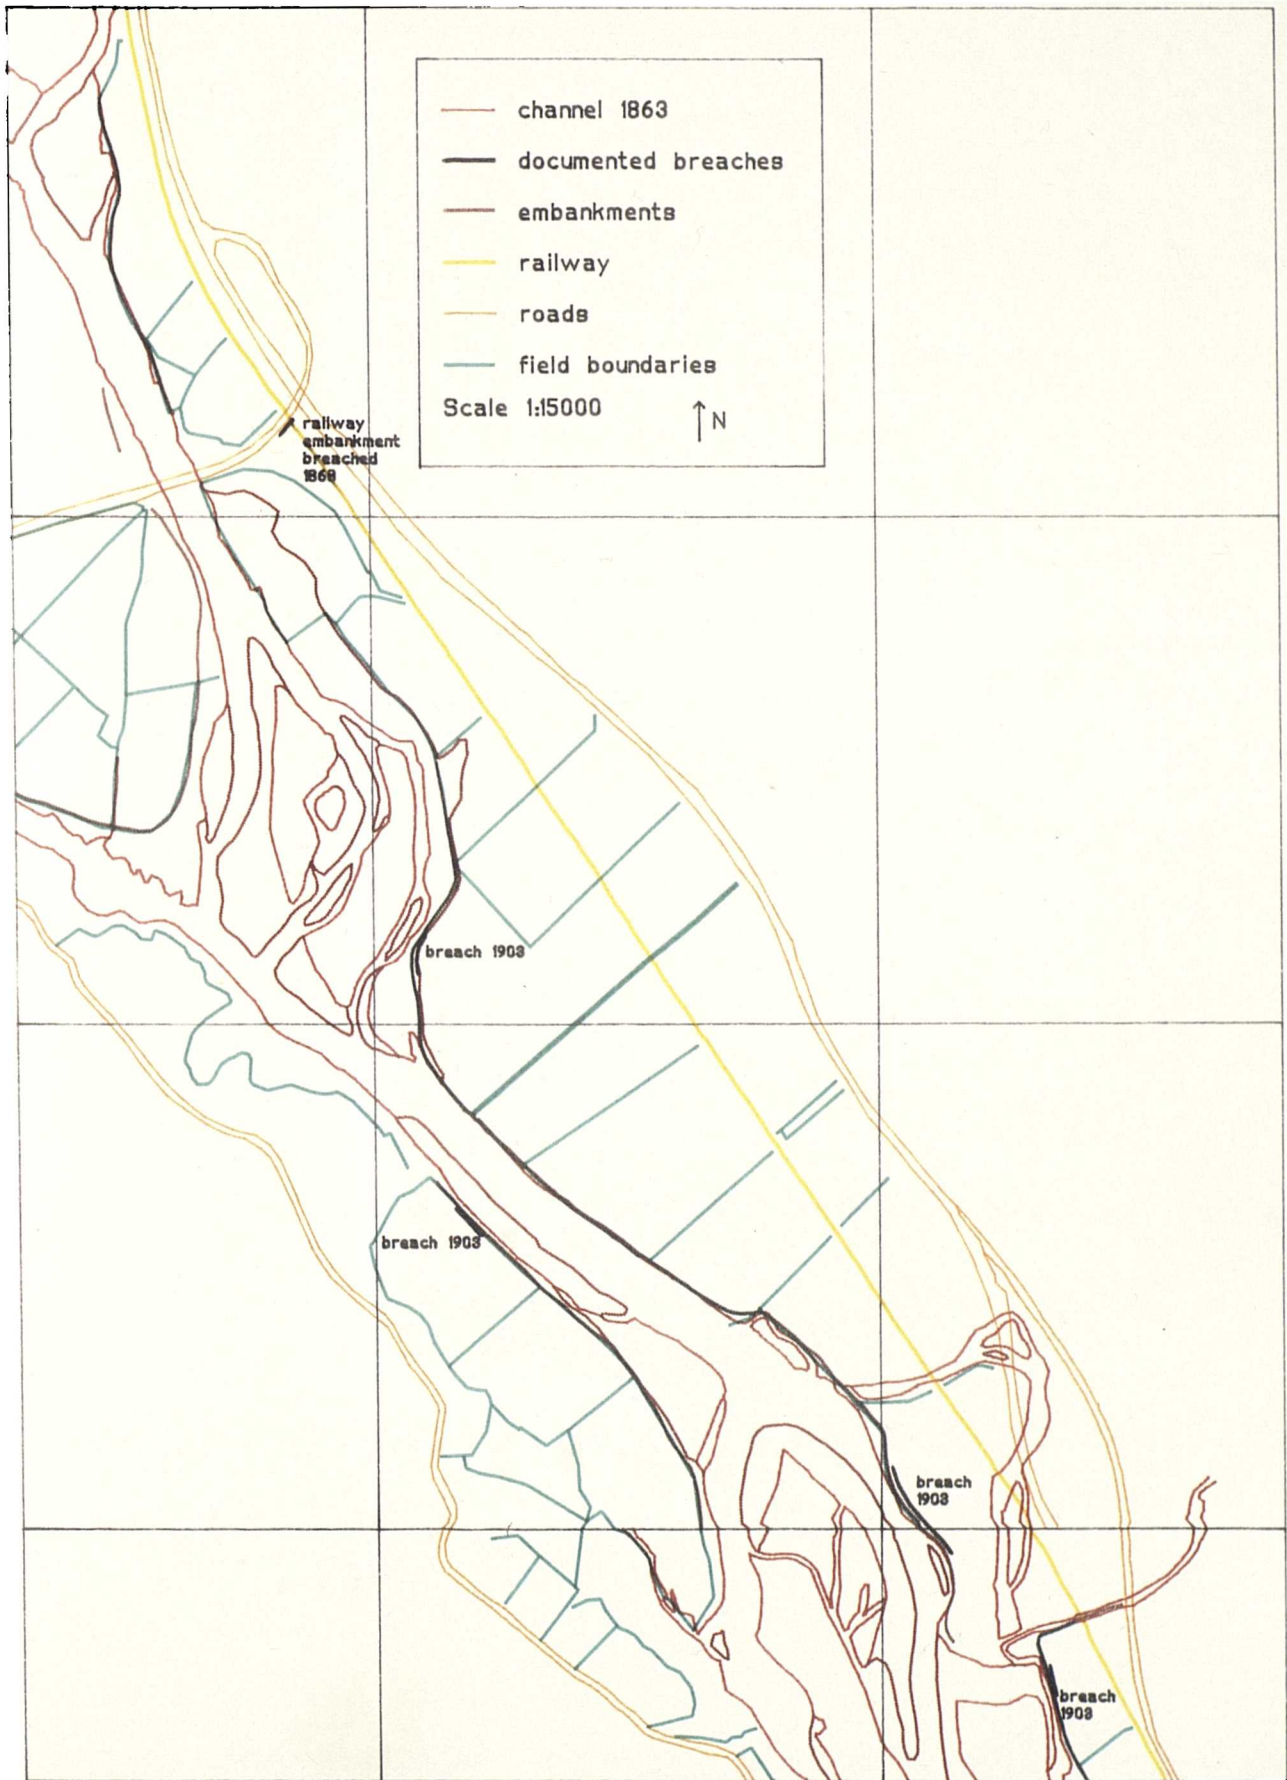 channel 1863
documented breaches
embankments
railway
roads
field boundaries
Scale 1:15000
N
railway
embankment
breached
1868
breach 1903
breach 1903
breach
1903
breach
1903